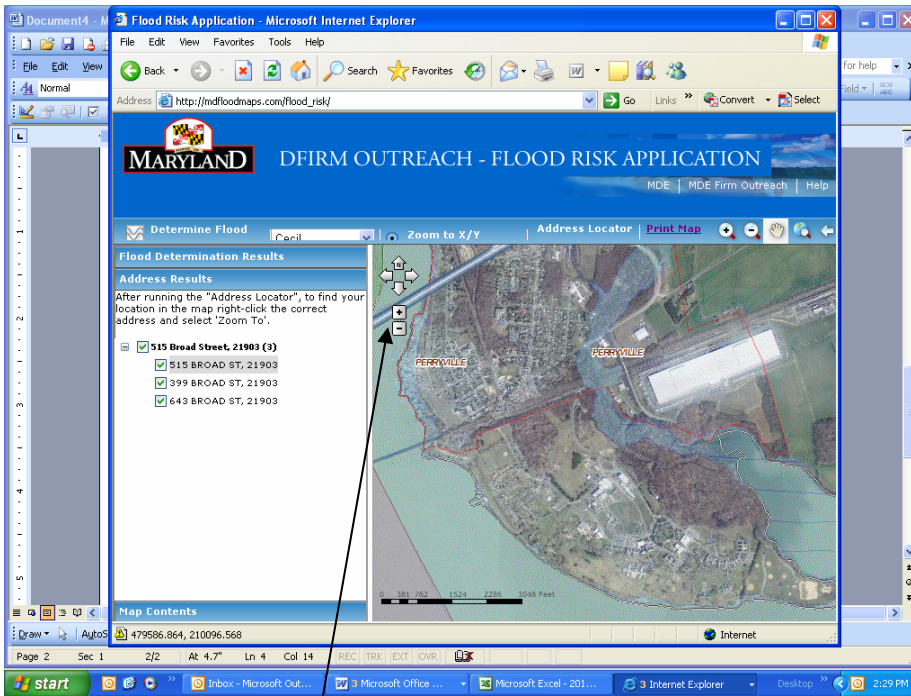 Document4 - M
Flood Risk Application - Microsoft Internet Explorer
File Edit View Favorites Tools Help
File Edit View
for help
Back
Search
Favorites
Normal
Field
Address http://mdfloodmaps.com/flood_risk/
Go Links » Convert Select
MARYLAND
DFIRM OUTREACH - FLOOD RISK APPLICATION
MDE | MDE Firm Outreach | Help
Determine Flood
Cecil
Zoom to X/Y | Address Locator | Print Map
Flood Determination Results
Address Results
After running the "Address Locator", to find your
location in the map right-click the correct
address and select 'Zoom To'.
515 Broad Street, 21903 (3)
515 BROAD ST, 21903
399 BROAD ST, 21903
643 BROAD ST, 21903
N
PERRYVILLE
PERRYVILLE
0 381 762 1524 2286 3048 Feet
Map Contents
Draw AutoS
479586.864, 210096.568
Internet
Page 2 Sec 1 2/2 At 4.7" Ln 4 Col 14 REC TRK EXT OVR
start
Inbox - Microsoft Out...
3 Microsoft Office ...
Microsoft Excel - 201...
3 Internet Explorer
Desktop »
2:29 PM